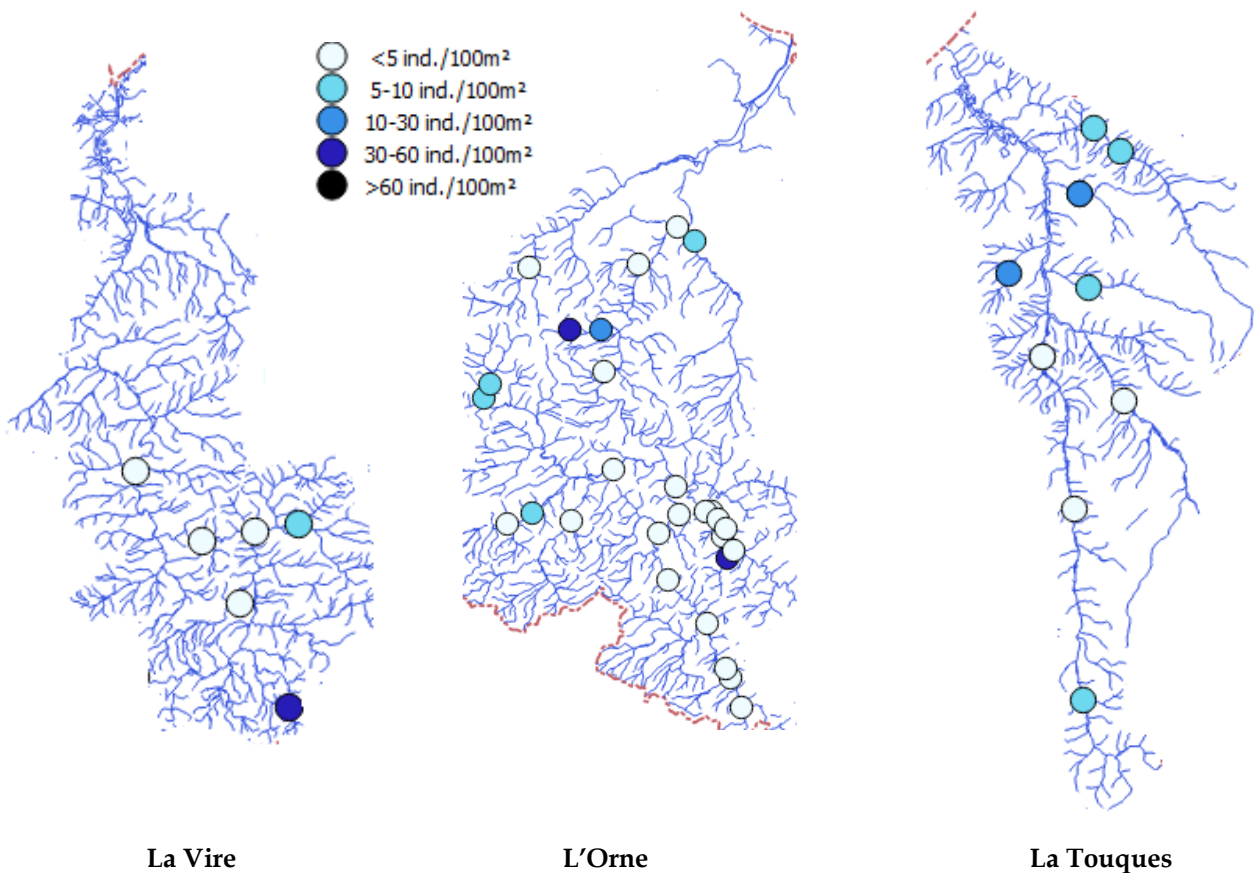 <5 ind./100m²
5-10 ind./100m²
10-30 ind./100m²
30-60 ind./100m²
>60 ind./100m²
La Vire
L’Orne
La Touques